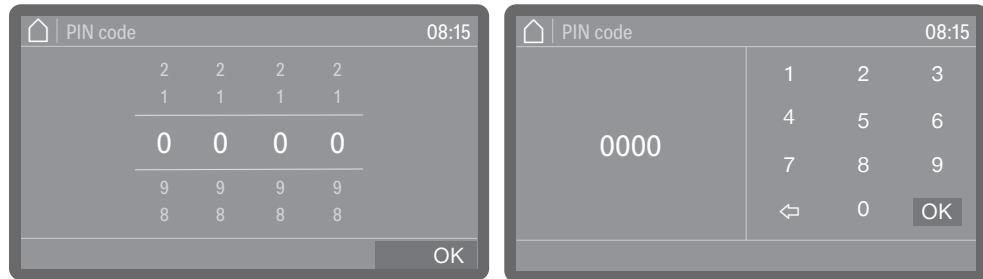 PIN code 08:15
2 2 2 2
1 1 1 1
0 0 0 0
9 9 9 9
8 8 8 8
OK
PIN code 08:15
0000
1 2 3
4 5 6
7 8 9
0 OK